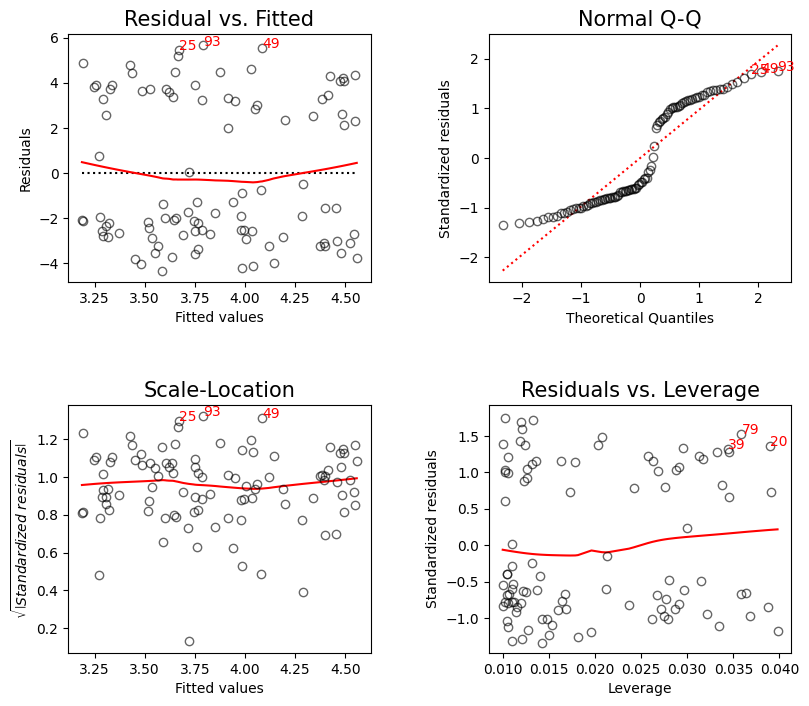 Residual vs. Fitted
Normal Q-Q
6
4
2
0
−2
−4
Residuals
25
93
49
3.25 3.50 3.75 4.00 4.25 4.50
Fitted values
2
1
0
−1
−2
Standardized residuals
93
−2 −1 0 1 2
Theoretical Quantiles
Scale-Location
Residuals vs. Leverage
1.2
1.0
0.8
0.6
0.4
0.2
√|Standardized residuals|
25
93
49
3.25 3.50 3.75 4.00 4.25 4.50
Fitted values
1.5
1.0
0.5
0.0
−0.5
−1.0
Standardized residuals
79
39
20
0.010 0.015 0.020 0.025 0.030 0.035 0.040
Leverage